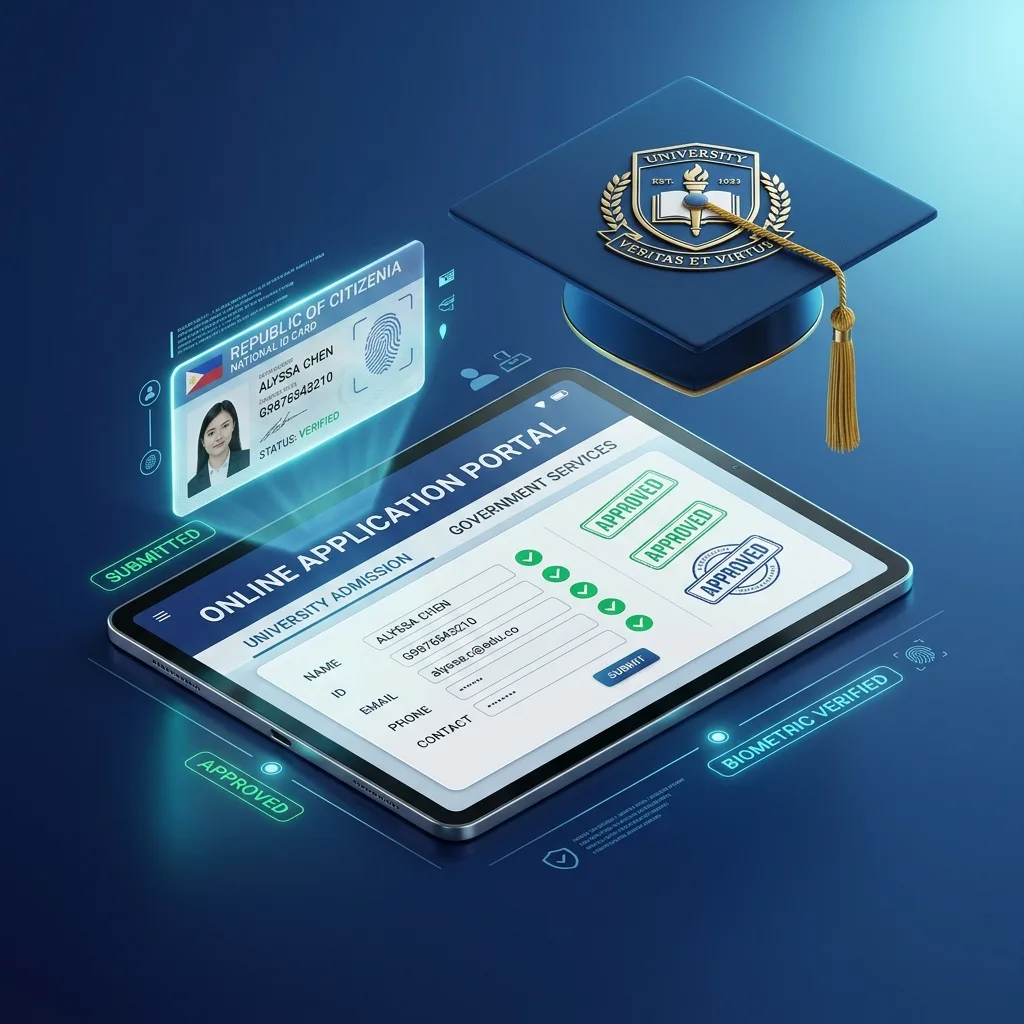 UNIVERSITY
EST. 1023
VERITAS ET VIRTUS
REPUBLIC OF CITIZENIA
NATIONAL ID CARD
ALYSSA CHEN
G9876543210
STATUS: VERIFIED
SUBMITTED
ONLINE APPLICATION PORTAL
UNIVERSITY ADMISSION
GOVERNMENT SERVICES
NAME
ALYSSA CHEN
ID
G9876543210
EMAIL
alyssa.c@edu.co
PHONE
CONTACT
SUBMIT
APPROVED
APPROVED
APPROVED
APPROVED
BIOMETRIC VERIFIED